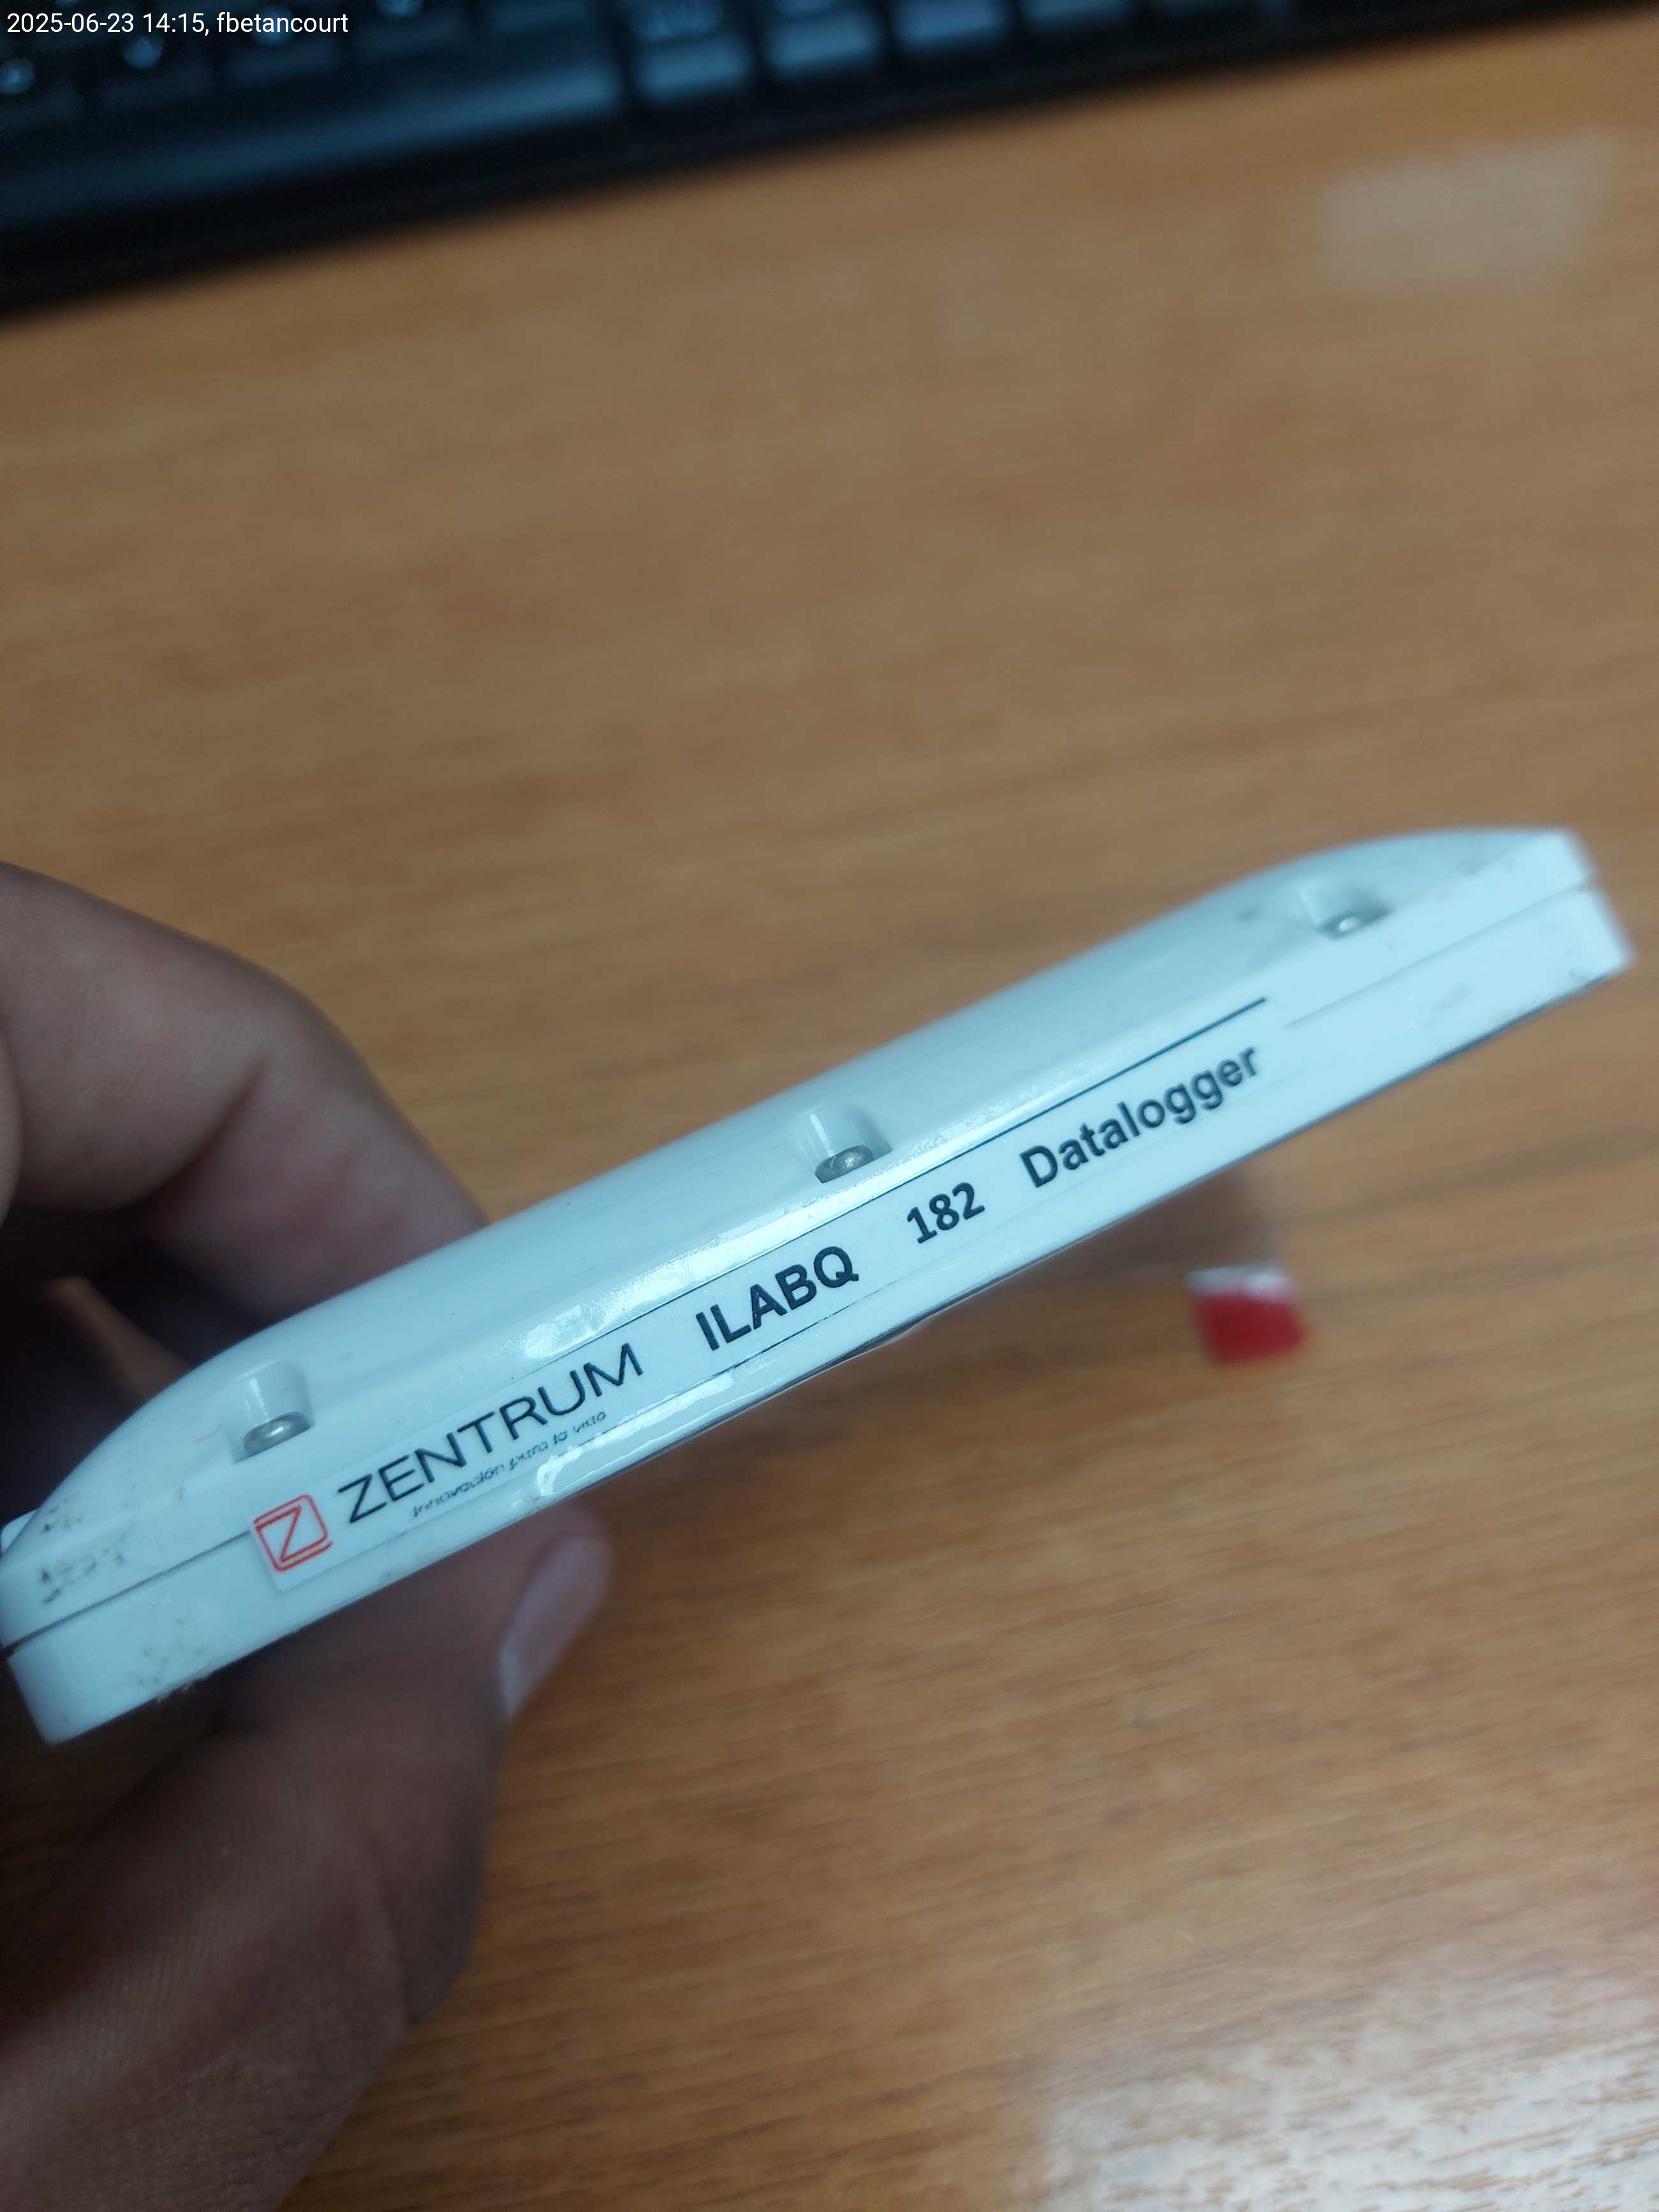 2025-06-23 14:15, fbetancourt
Z ZENTRUM ILABQ 182 Datalogger
Innovación para la vida